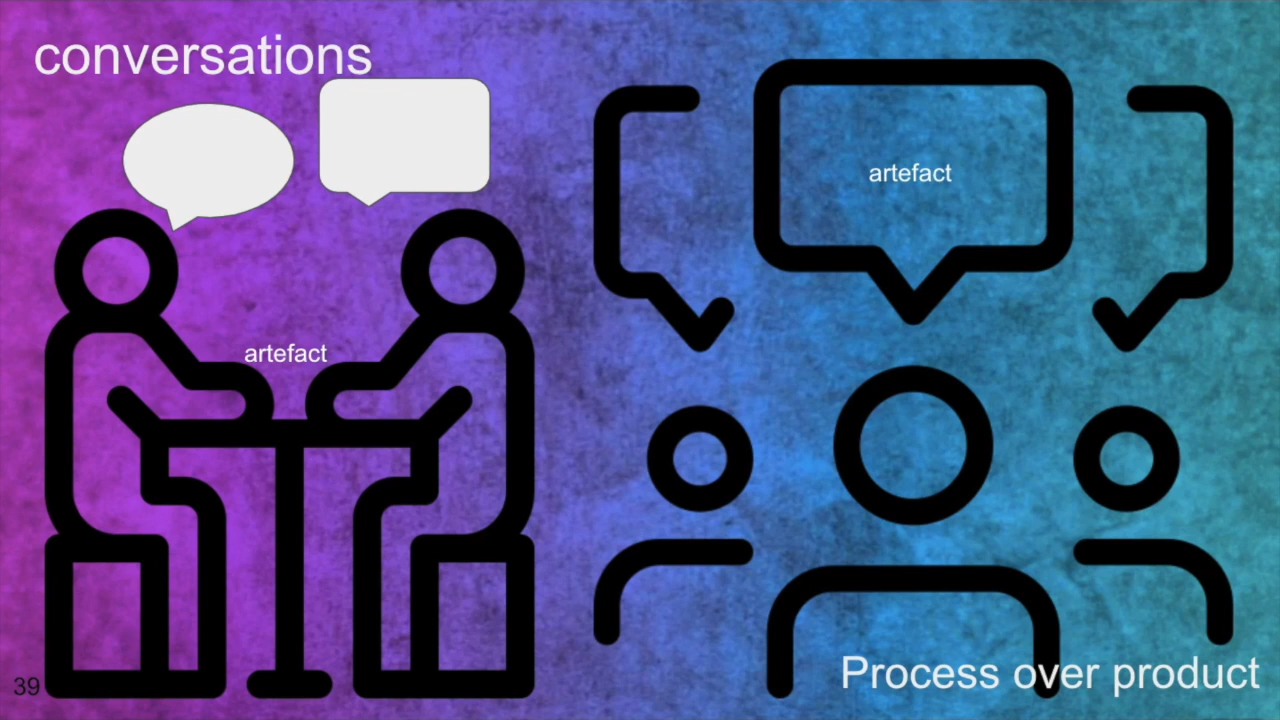 conversations
artefact
artefact
Process over product
39